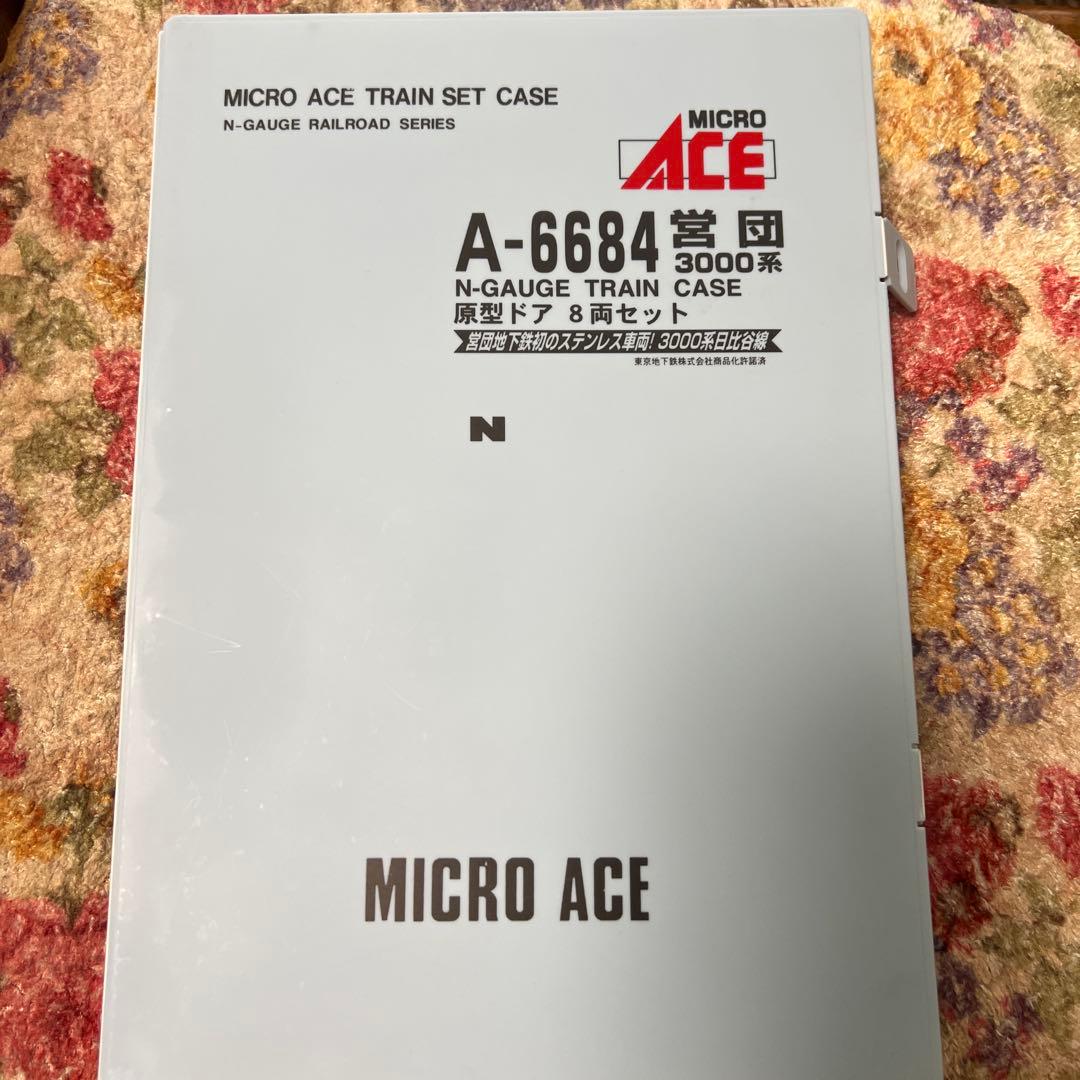 MICRO ACE TRAIN SET CASE
N-GAUGE RAILROAD SERIES
MICRO
ACE
A-6684 営団
3000系
N-GAUGE TRAIN CASE
原型ドア 8両セット
営団地下鉄初のステンレス車両! 3000系日比谷線
東京地下鉄株式会社商品化許諾済
N
MICRO ACE